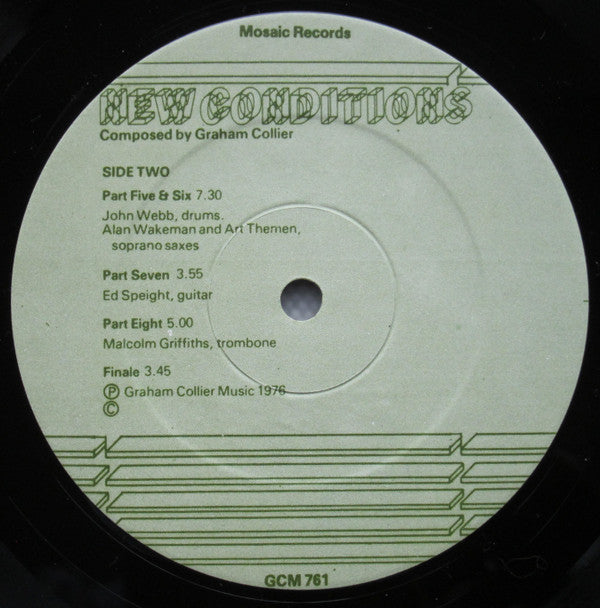 Mosaic Records
NEW CONDITIONS
Composed by Graham Collier
SIDE TWO
Part Five & Six 7.30
John Webb, drums.
Alan Wakeman and Art Themen,
soprano saxes
Part Seven 3.55
Ed Speight, guitar
Part Eight 5.00
Malcolm Griffiths, trombone
Finale 3.45
Ⓟ Graham Collier Music 1976
©
GCM 761